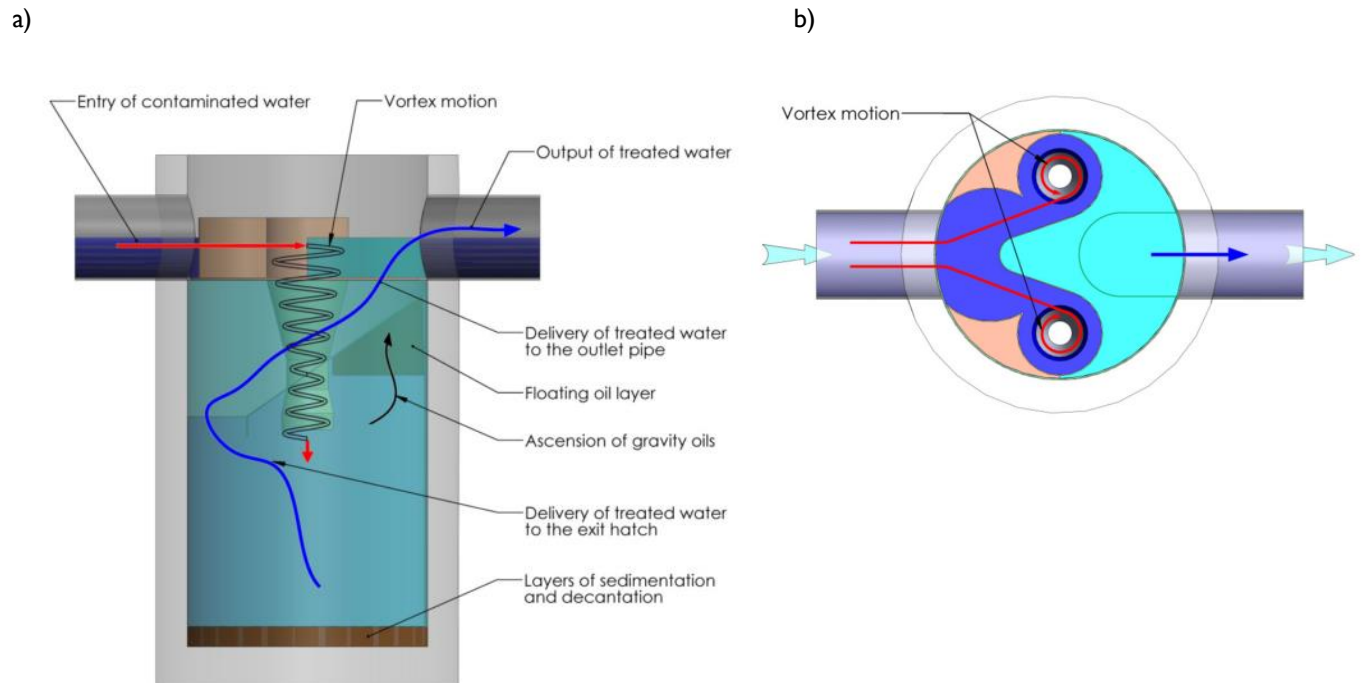 a)
b)
Entry of contaminated water
Vortex motion
Output of treated water
Delivery of treated water
to the outlet pipe
Floating oil layer
Ascension of gravity oils
Delivery of treated water
to the exit hatch
Layers of sedimentation
and decantation
Vortex motion